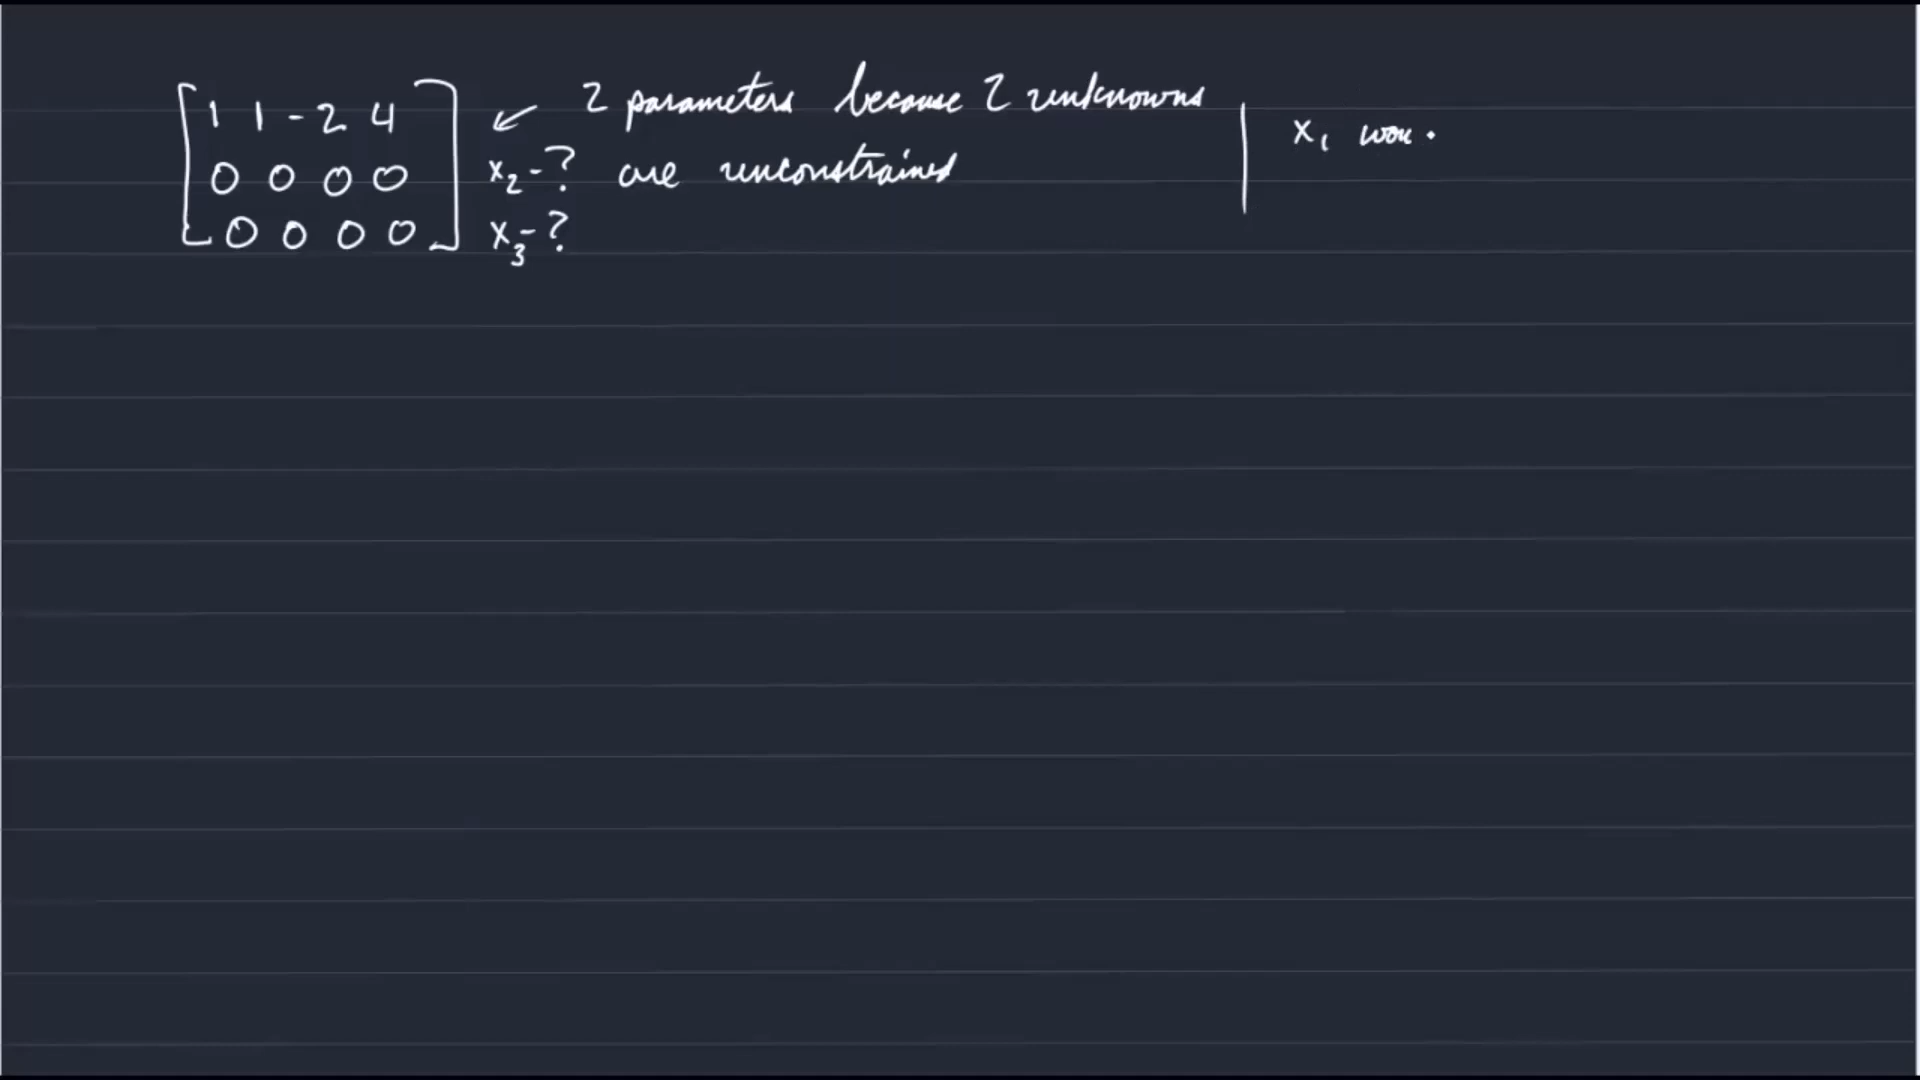 1 1 -2 4 ← 2 parameters because 2 unknowns
0 0 0 0 x₂ - ? are unconstrained
0 0 0 0 x₃ - ?
x₁